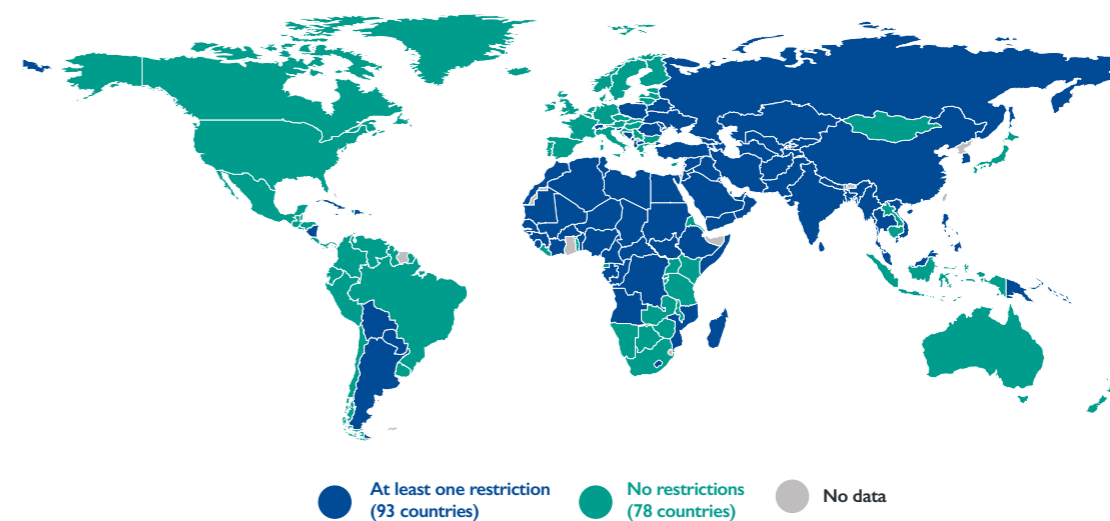 At least one restriction
(93 countries)
No restrictions
(78 countries)
No data